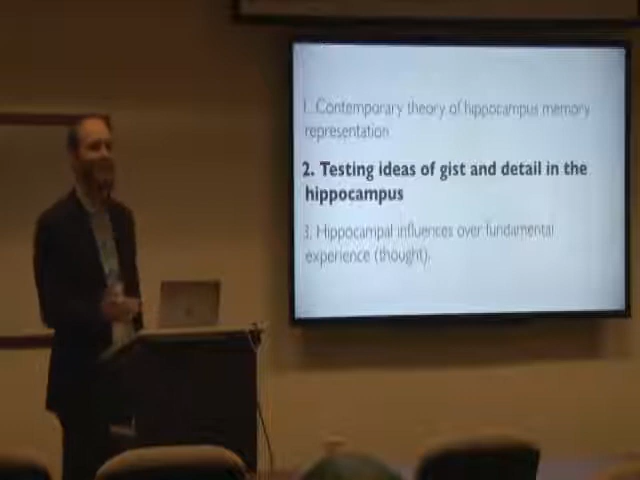 1. Contemporary theory of hippocampus memory
representation
2. Testing ideas of gist and detail in the
hippocampus
3. Hippocampal influences over fundamental
experience (thought).